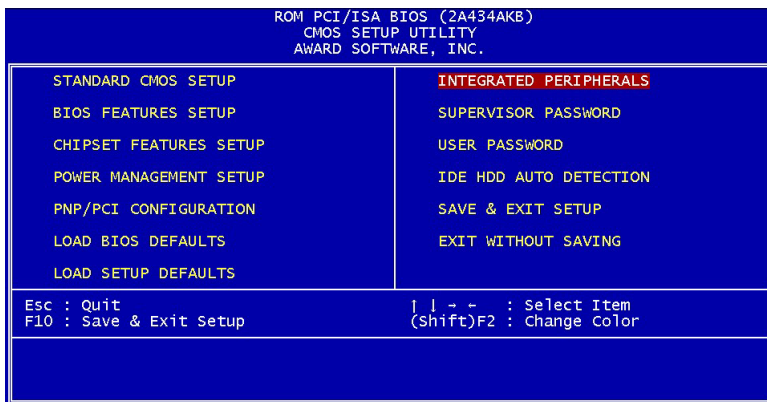 ROM PCI/ISA BIOS (2A434AKB)
CMOS SETUP UTILITY
AWARD SOFTWARE, INC.
STANDARD CMOS SETUP
BIOS FEATURES SETUP
CHIPSET FEATURES SETUP
POWER MANAGEMENT SETUP
PNP/PCI CONFIGURATION
LOAD BIOS DEFAULTS
LOAD SETUP DEFAULTS
INTEGRATED PERIPHERALS
SUPERVISOR PASSWORD
USER PASSWORD
IDE HDD AUTO DETECTION
SAVE & EXIT SETUP
EXIT WITHOUT SAVING
Esc : Quit
F10 : Save & Exit Setup
↑ ↓ → ← : Select Item
(Shift)F2 : Change Color